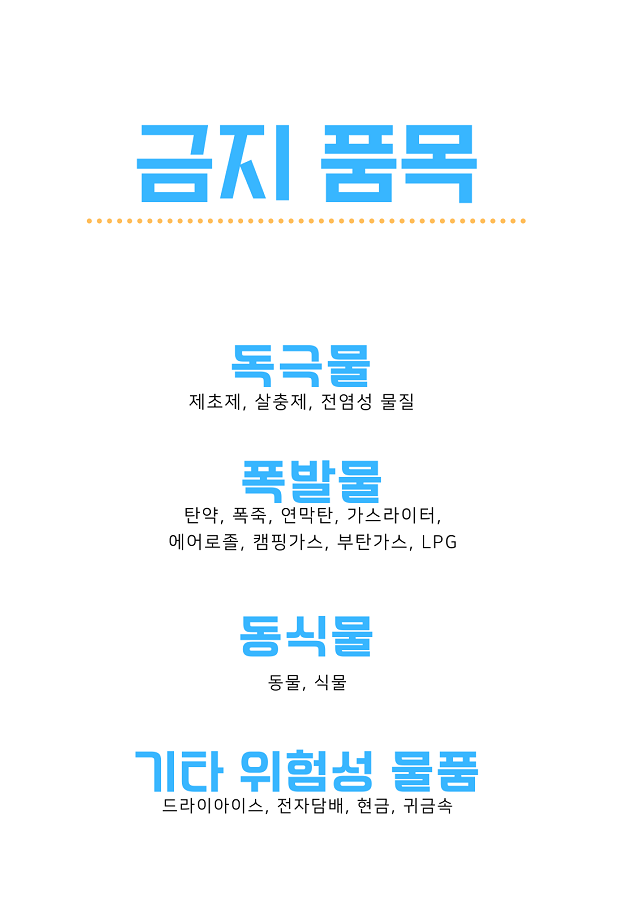 금지 품목
독극물
제초제, 살충제, 전염성 물질
폭발물
탄약, 폭죽, 연막탄, 가스라이터,
에어로졸, 캠핑가스, 부탄가스, LPG
동식물
동물, 식물
기타 위험성 물품
드라이아이스, 전자담배, 현금, 귀금속